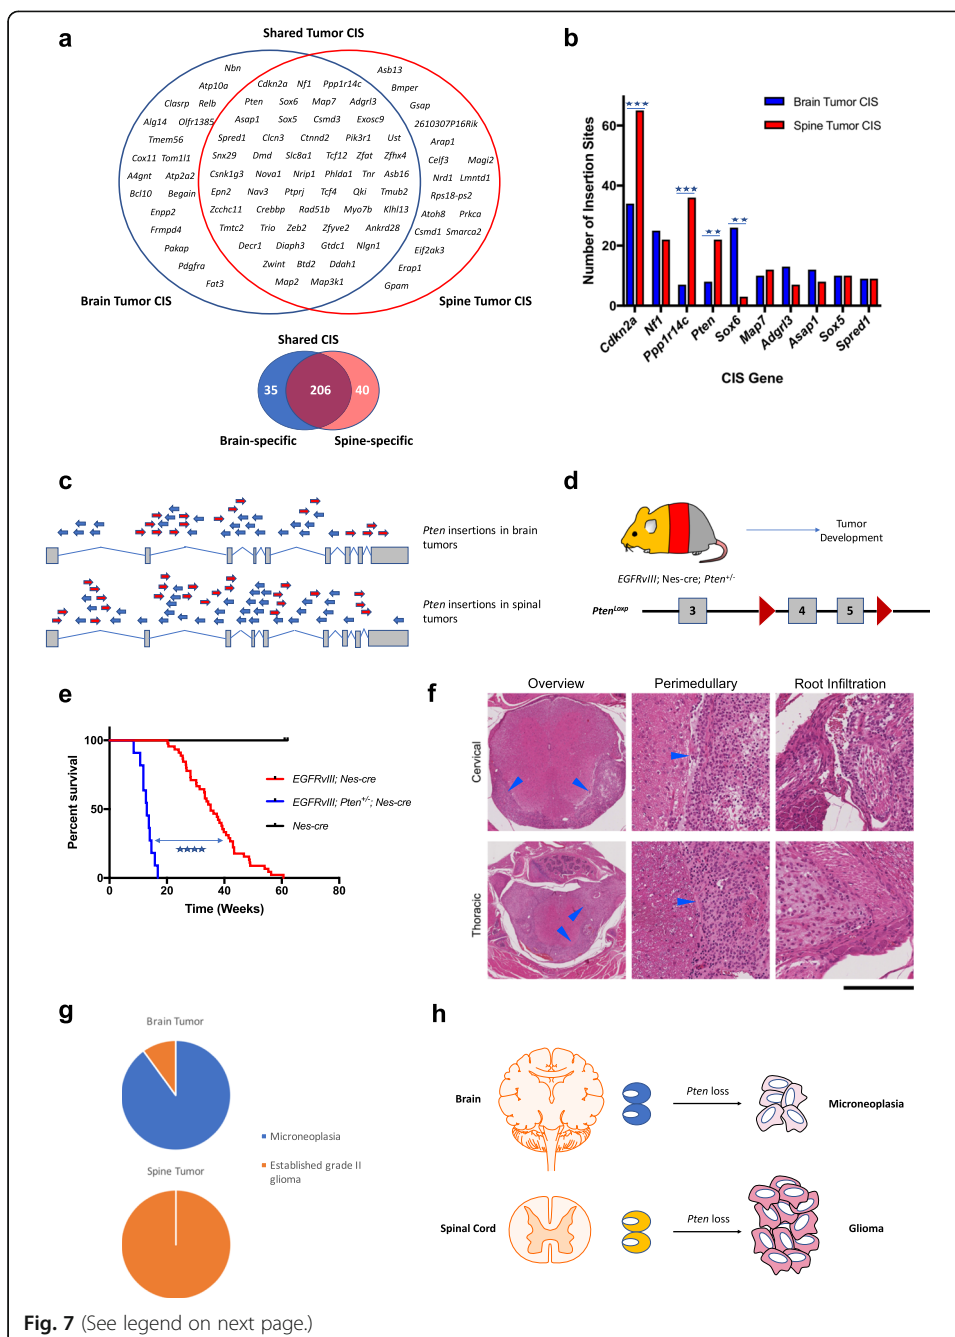 a
Shared Tumor CIS
Nbn
Atp10a
Clasrp Relb
Alg14 Olfr1385
Tmem56
Cox11 Tom1l1
A4gnt Atp2a2
Bcl10 Begain
Enpp2
Frmpd4
Pakap
Pdgfra
Fat3
Cdkn2a Nf1 Ppp1r14c
Pten Sox6 Map7 Adgrl3
Asap1 Sox5 Csmd3 Exosc9
Spred1 Clcn3 Ctnnd2 Pik3r1 Ust
Snx29 Dmd Slc8a1 Tcf12 Zfat Zfhx4
Csnk1g3 Nova1 Nrip1 Phlda1 Tnr Asb16
Epn2 Nav3 Ptprj Tcf4 Qki Tmub2
Zcchc11 Crebbp Rad51b Myo7b Klhl13
Tmtc2 Trio Zeb2 Zfyve2 Ankrd28
Decr1 Diaph3 Gtdc1 Nlgn1
Zwint Btd2 Ddah1
Map2 Map3k1
Asb13
Bmper
Gsap
2610307P16Rik
Arap1
Celf3 Magi2
Nrd1 Lmntd1
Rps18-ps2
Atoh8 Prkca
Csmd1 Smarca2
Eif2ak3
Erap1
Gpam
Brain Tumor CIS
Spine Tumor CIS
Shared CIS
35 206 40
Brain-specific Spine-specific
b
Number of Insertion Sites
60
40
20
0
Brain Tumor CIS
Spine Tumor CIS
Cdkn2a Nf1 Ppp1r14c Pten Sox6 Map7 Adgrl3 Asap1 Sox5 Spred1
CIS Gene
c
Pten insertions in brain
tumors
Pten insertions in spinal
tumors
d
Tumor
Development
EGFRvIII; Nes-cre; Pten+/-
PtenLoxp
3 4 5
e
Percent survival
100
50
0
0 20 40 60 80
Time (Weeks)
EGFRvIII; Nes-cre
EGFRvIII; Pten+/-; Nes-cre
Nes-cre
f
Overview Perimedullary Root Infiltration
Cervical
Thoracic
g
Brain Tumor
Spine Tumor
Microneoplasia
Established grade II
glioma
h
Brain
Pten loss
Microneoplasia
Spinal Cord
Pten loss
Glioma
Fig. 7 (See legend on next page.)